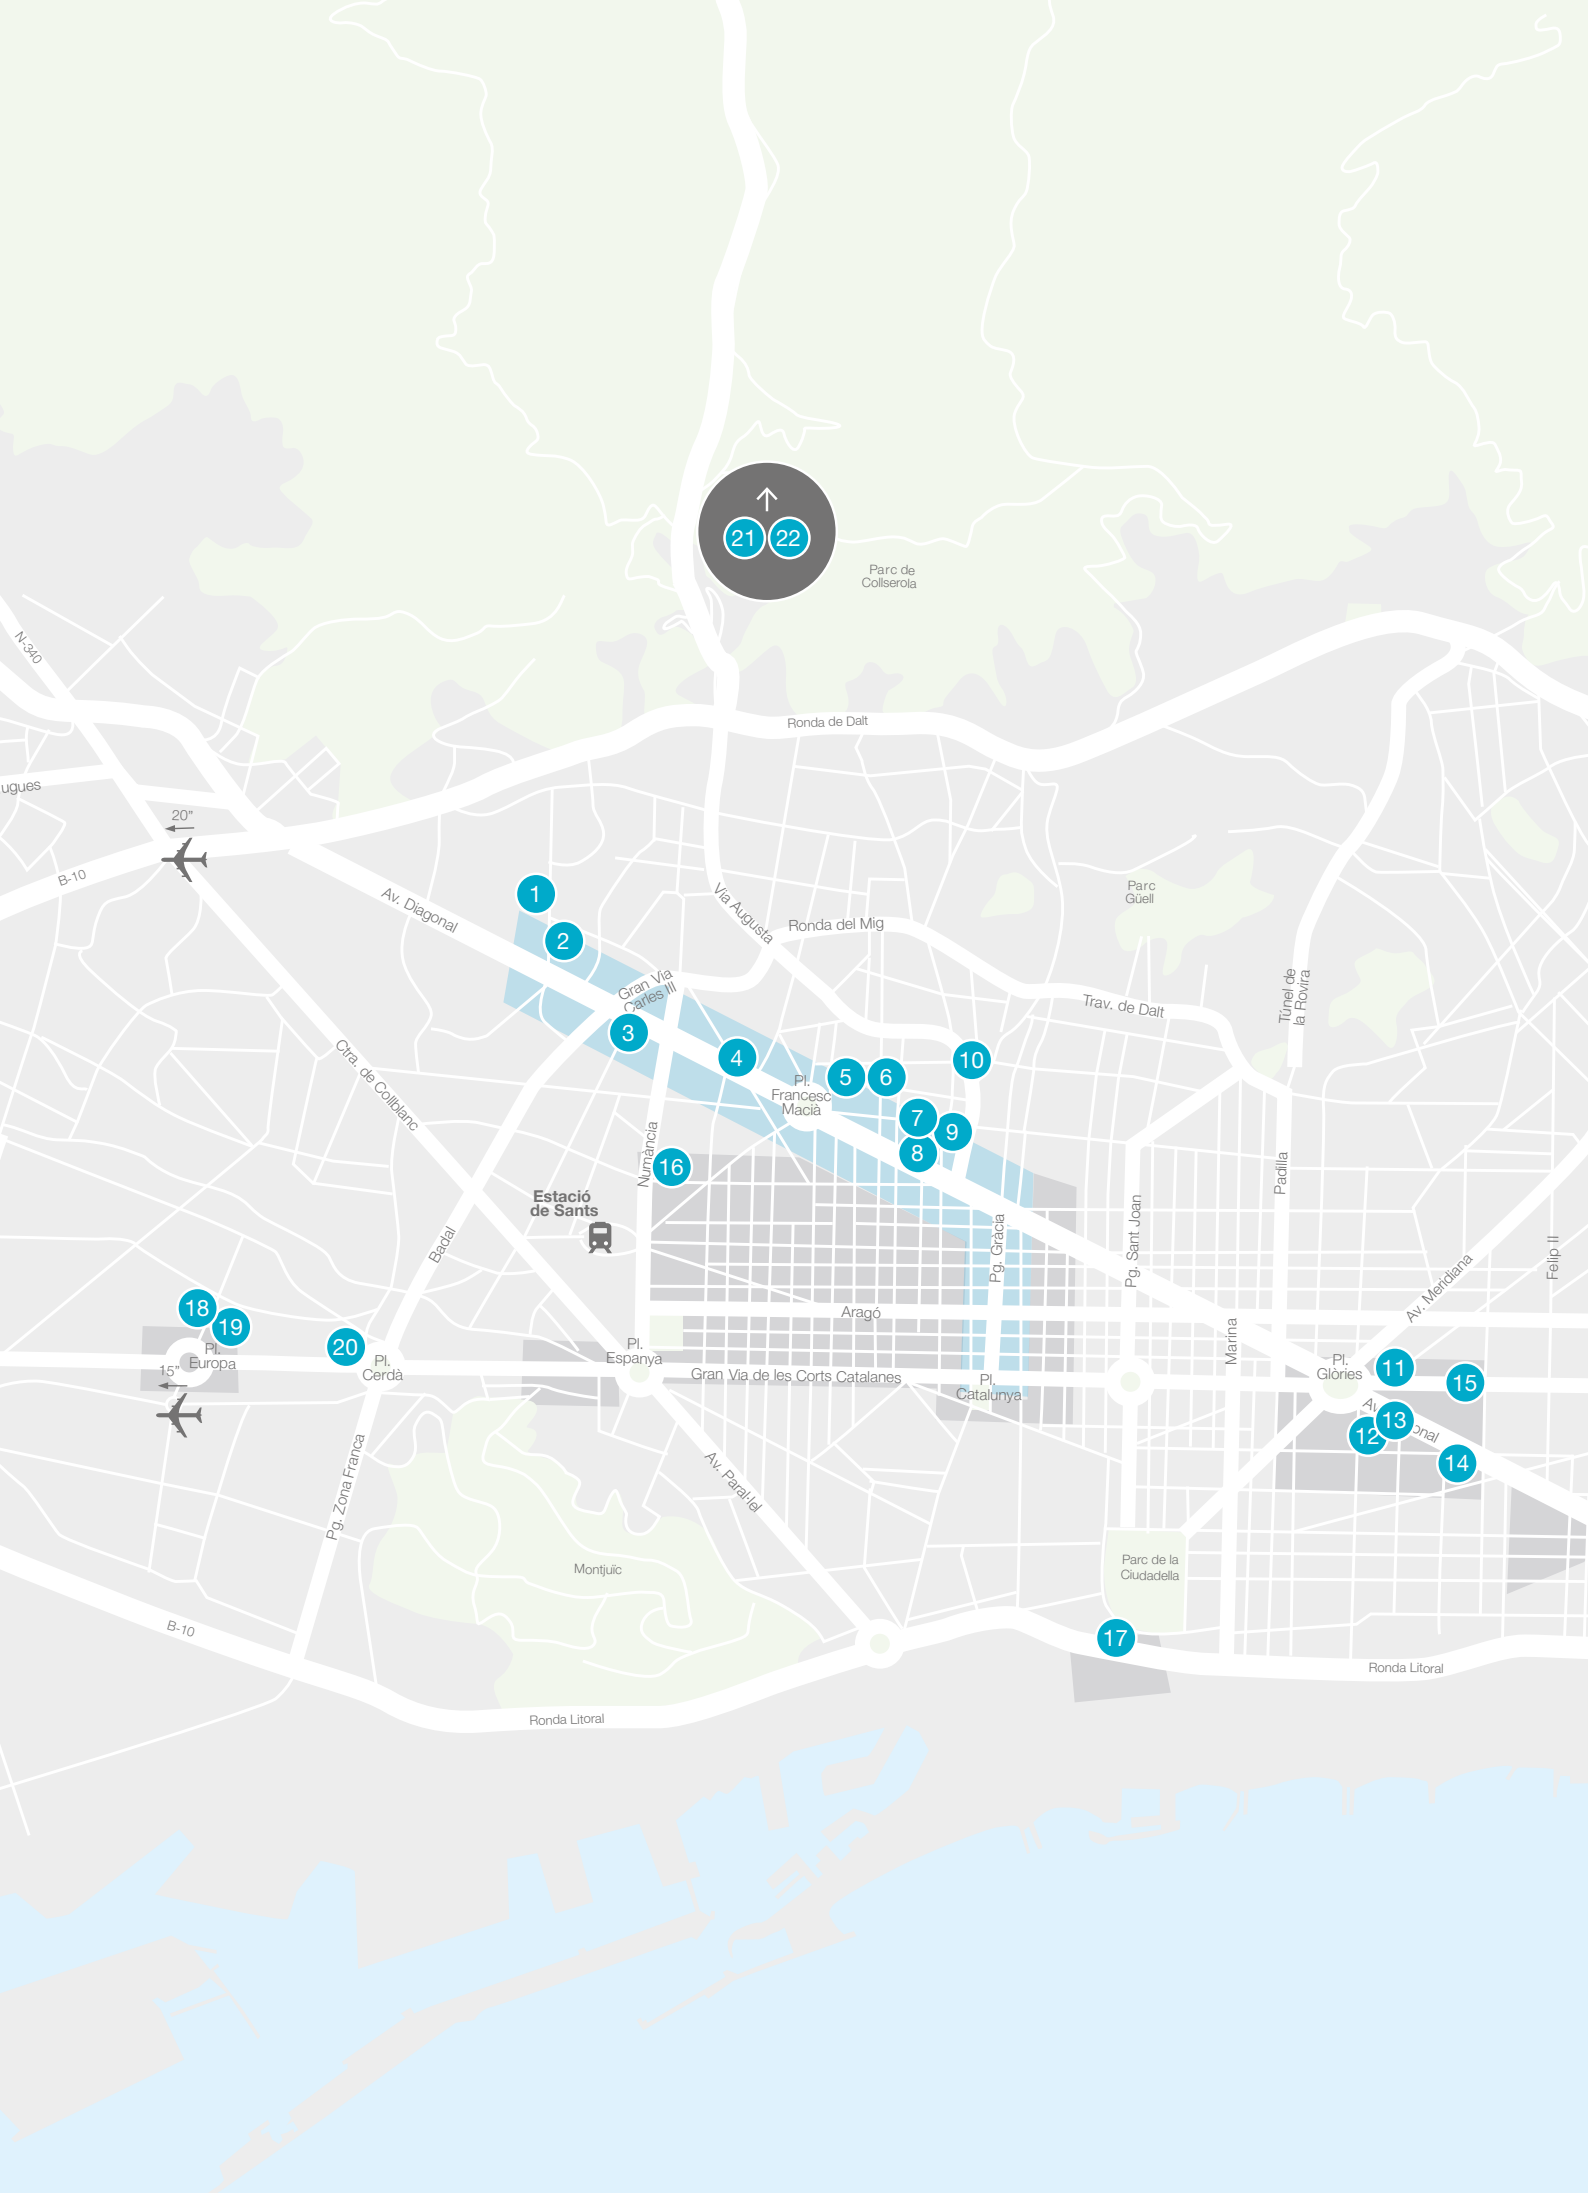 21
22
Parc de
Collserola
N-340
Ronda de Dalt
ugues
20”
B-10
Av. Diagonal
1
2
Via Augusta
Ronda del Mig
Parc
Güell
Gran Via
Carles III
3
4
5
6
10
Trav. de Dalt
Túnel de
la Rovira
Pl.
Francesc
Macià
7
9
8
Ctra. de Collblanc
Numància
16
Estació
de Sants
Badal
Pg. Gràcia
Pg. Sant Joan
Padilla
Felip II
Av. Meridiana
18
19
Pl.
Europa
15”
20
Pl.
Cerdà
Pl.
Espanya
Aragó
Gran Via de les Corts Catalanes
Pl.
Catalunya
Marina
Pl.
Glòries
11
15
Av.
onal
13
12
14
Pg. Zona Franca
Av. Paral·lel
Montjuïc
Parc de la
Ciudadella
17
B-10
Ronda Litoral
Ronda Litoral